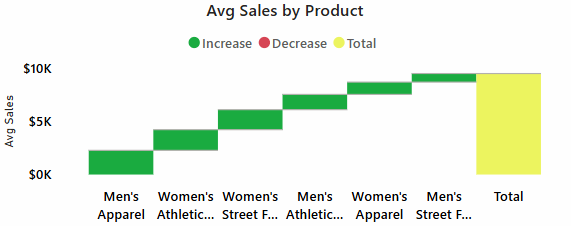 Avg Sales by Product
Increase Decrease Total
Avg Sales
$10K
$5K
$0K
Men's Apparel
Women's Athletic...
Women's Street F...
Men's Athletic...
Women's Apparel
Men's Street F...
Total